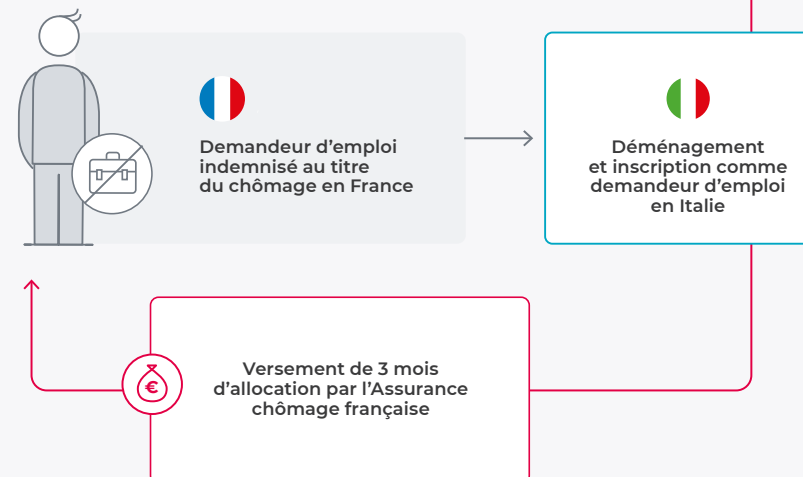 Demandeur d’emploi
indemnisé au titre
du chômage en France
Déménagement
et inscription comme
demandeur d’emploi
en Italie
€
Versement de 3 mois
d’allocation par l’Assurance
chômage française